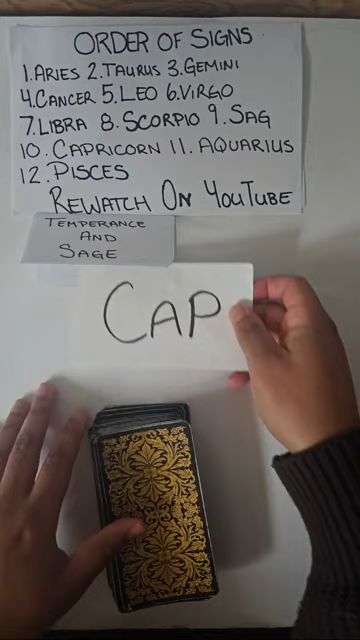 ORDER OF SIGNS
1. ARIES 2. TAURUS 3. GEMINI
4. CANCER 5. LEO 6. VIRGO
7. LIBRA 8. SCORPIO 9. SAG
10. CAPRICORN 11. AQUARIUS
12. PISCES
REWATCH ON YOUTUBE
TEMPERANCE
AND
SAGE
CAP